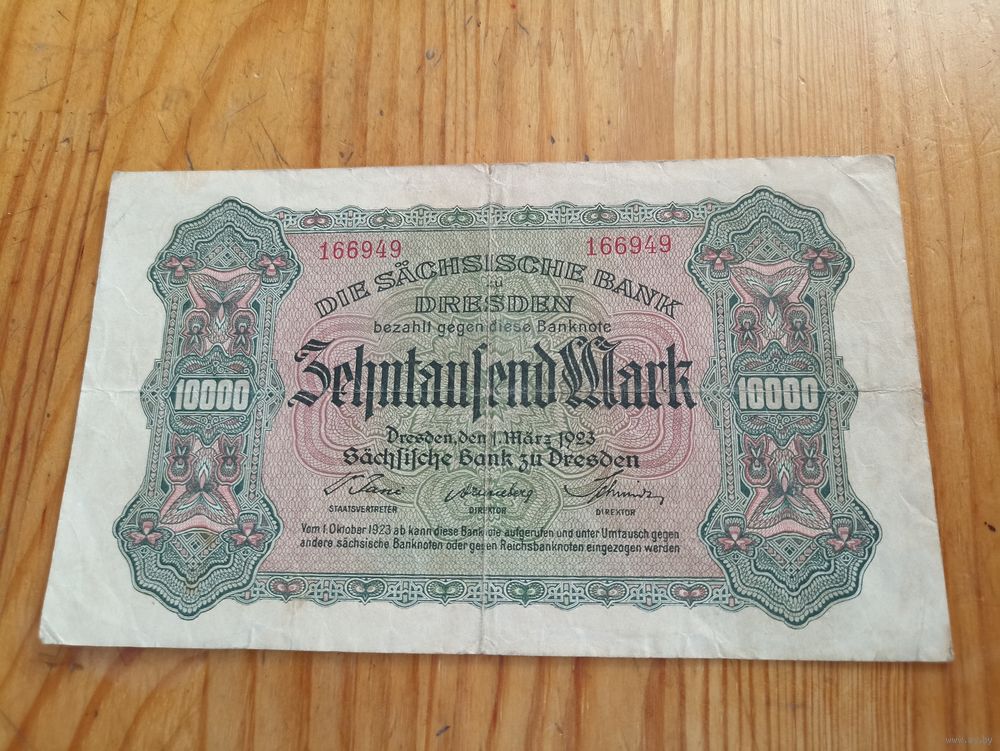 166949 166949
DIE SÄCHSISCHE BANK
zu
DRESDEN
bezahlt gegen diese Banknote
Zehntauſend Mark
10000 10000
Dresden, den 1. März 1923
Sächſiſche Bank zu Dresden
STAATSVERTRETER DIREKTOR DIREKTOR
Vom 1. Oktober 1923 ab kann diese Banknote aufgerufen und unter Umtausch gegen
andere sächsische Banknoten oder gegen Reichsbanknoten eingezogen werden